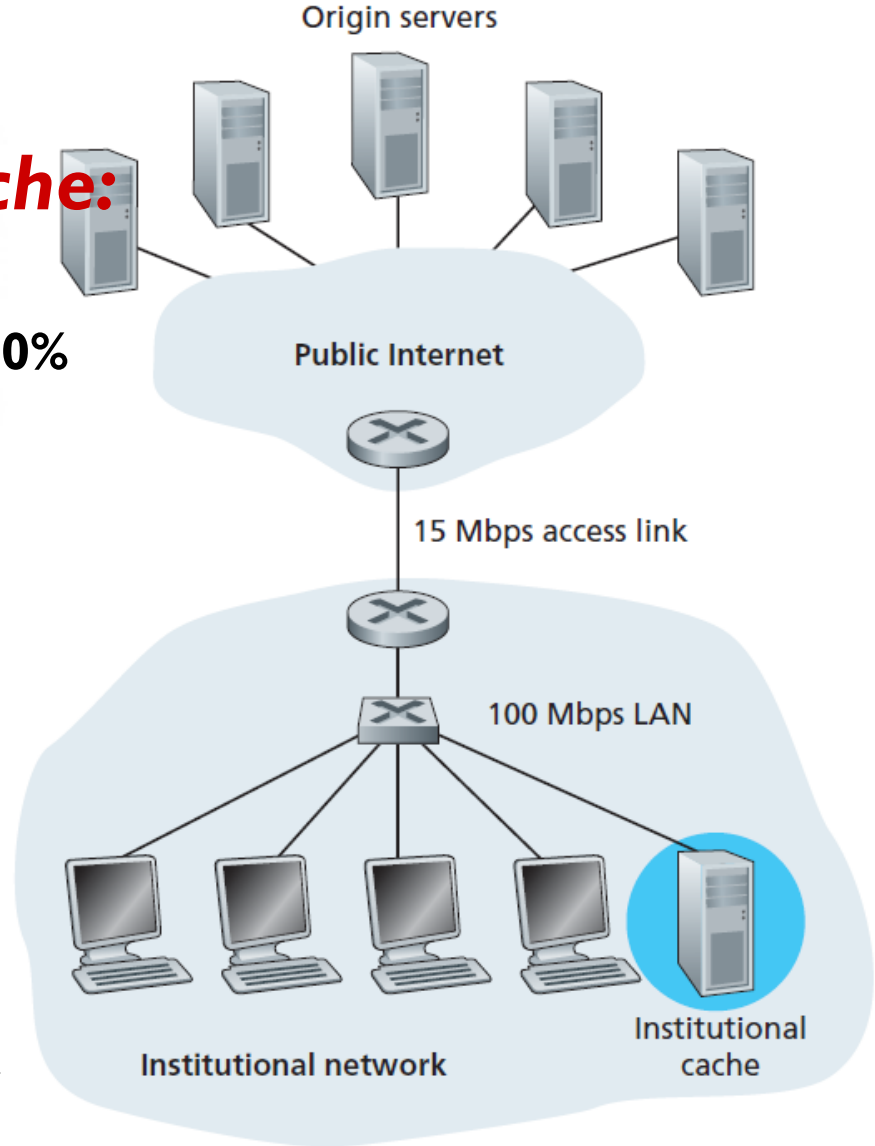 Origin servers
che:
0%
Public Internet
15 Mbps access link
100 Mbps LAN
Institutional
cache
Institutional network